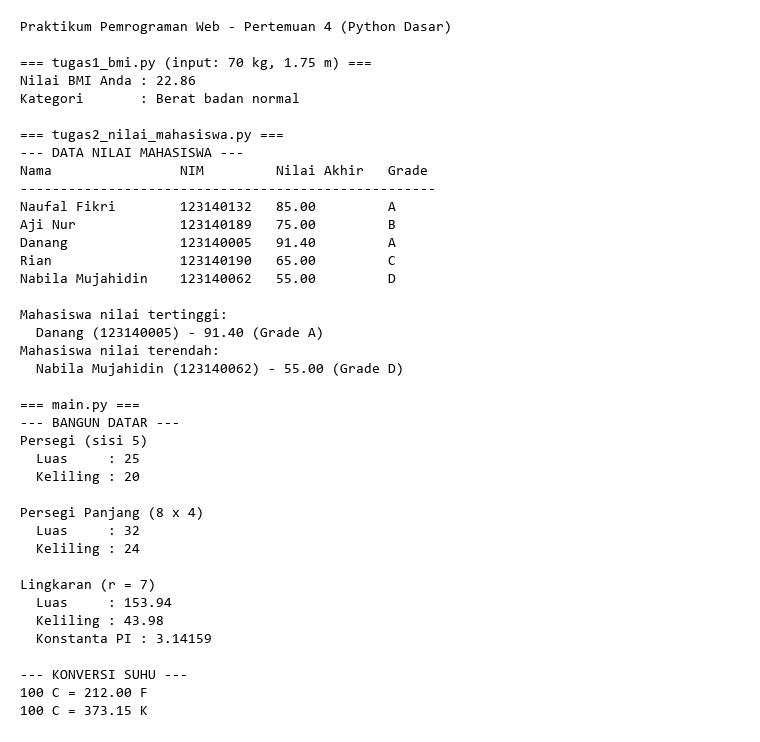 Praktikum Pemrograman Web - Pertemuan 4 (Python Dasar)

=== tugas1_bmi.py (input: 70 kg, 1.75 m) ===
Nilai BMI Anda : 22.86
Kategori       : Berat badan normal

=== tugas2_nilai_mahasiswa.py ===
--- DATA NILAI MAHASISWA ---
Nama                NIM         Nilai Akhir   Grade
----------------------------------------------------
Naufal Fikri        123140132   85.00         A
Aji Nur             123140189   75.00         B
Danang              123140005   91.40         A
Rian                123140190   65.00         C
Nabila Mujahidin    123140062   55.00         D

Mahasiswa nilai tertinggi:
  Danang (123140005) - 91.40 (Grade A)
Mahasiswa nilai terendah:
  Nabila Mujahidin (123140062) - 55.00 (Grade D)

=== main.py ===
--- BANGUN DATAR ---
Persegi (sisi 5)
  Luas     : 25
  Keliling : 20

Persegi Panjang (8 x 4)
  Luas     : 32
  Keliling : 24

Lingkaran (r = 7)
  Luas     : 153.94
  Keliling : 43.98
  Konstanta PI : 3.14159

--- KONVERSI SUHU ---
100 C = 212.00 F
100 C = 373.15 K